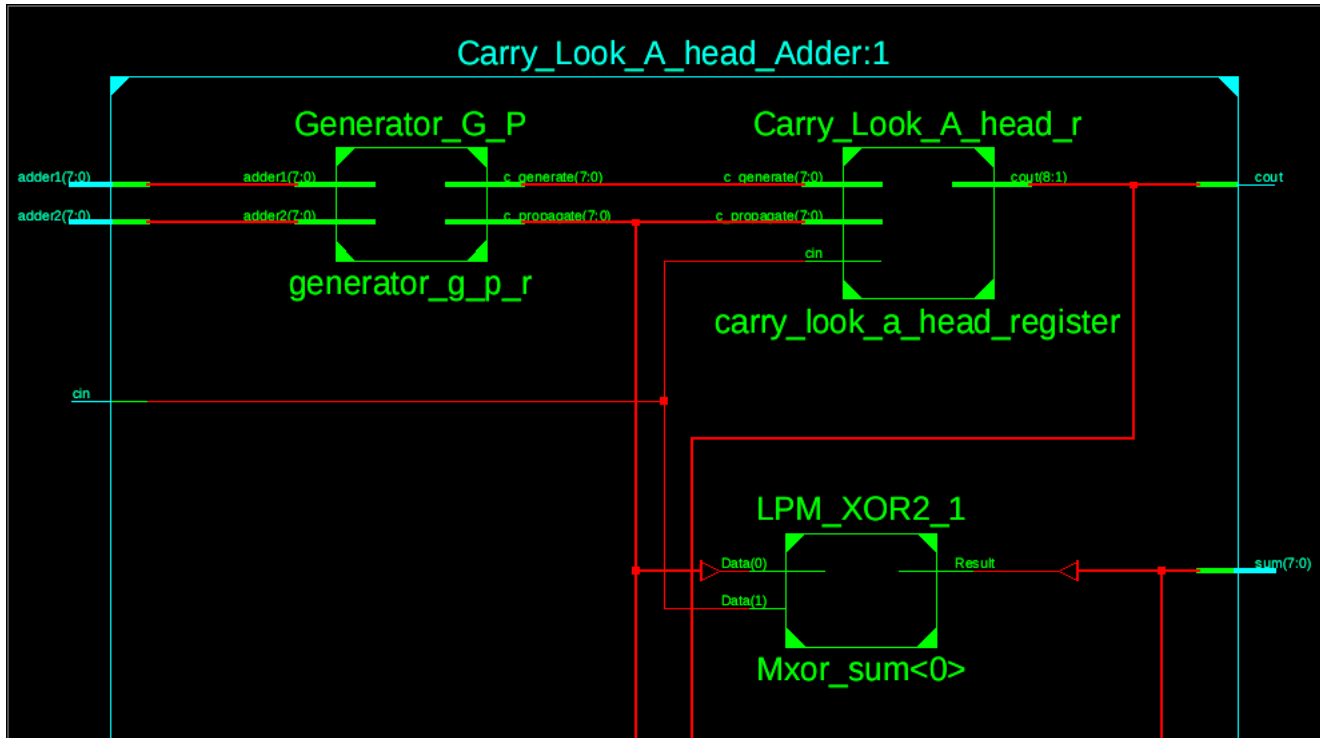 Carry_Look_A_head_Adder:1
Generator_G_P
Carry_Look_A_head_r
adder1(7:0)
adder1(7:0)
c_generate(7:0)
c_generate(7:0)
cout(8:1)
cout
adder2(7:0)
adder2(7:0)
c_propagate(7:0)
c_propagate(7:0)
cin
generator_g_p_r
carry_look_a_head_register
cin
LPM_XOR2_1
Data(0)
Result
sum(7:0)
Data(1)
Mxor_sum<0>